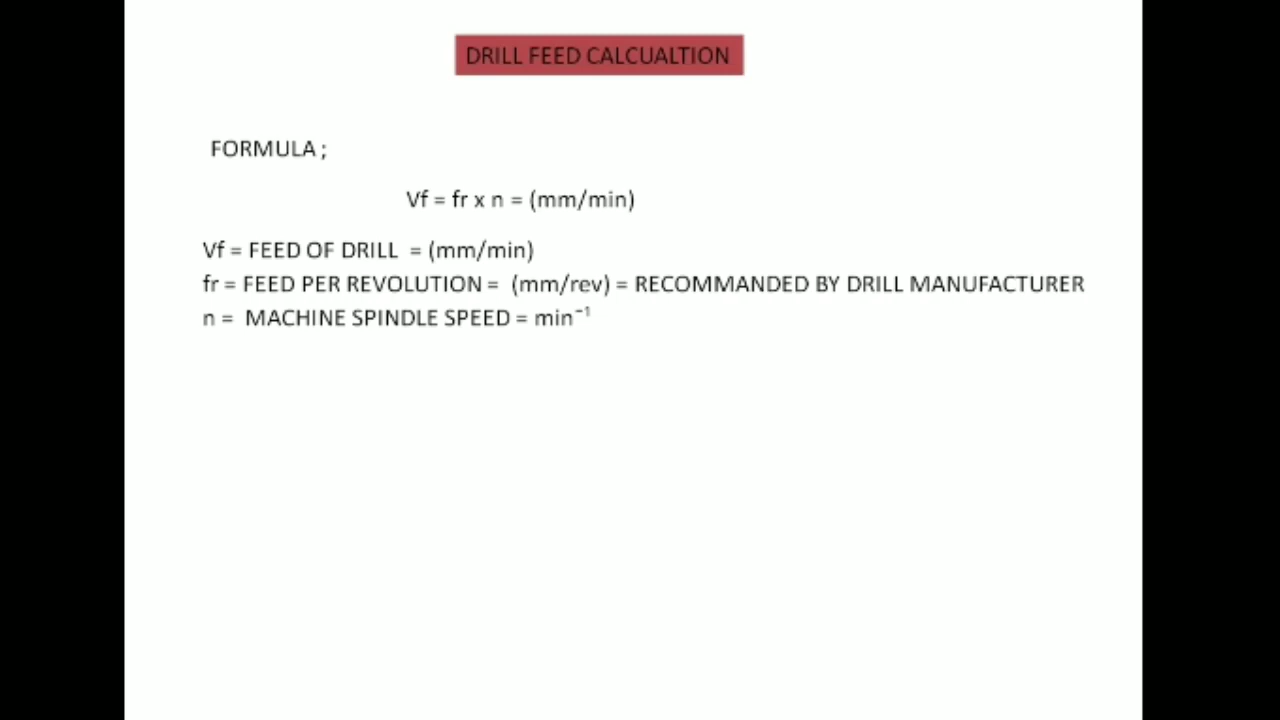 DRILL FEED CALCUALTION
FORMULA ;
Vf = fr x n = (mm/min)
Vf = FEED OF DRILL = (mm/min)
fr = FEED PER REVOLUTION = (mm/rev) = RECOMMANDED BY DRILL MANUFACTURER
n = MACHINE SPINDLE SPEED = min⁻¹